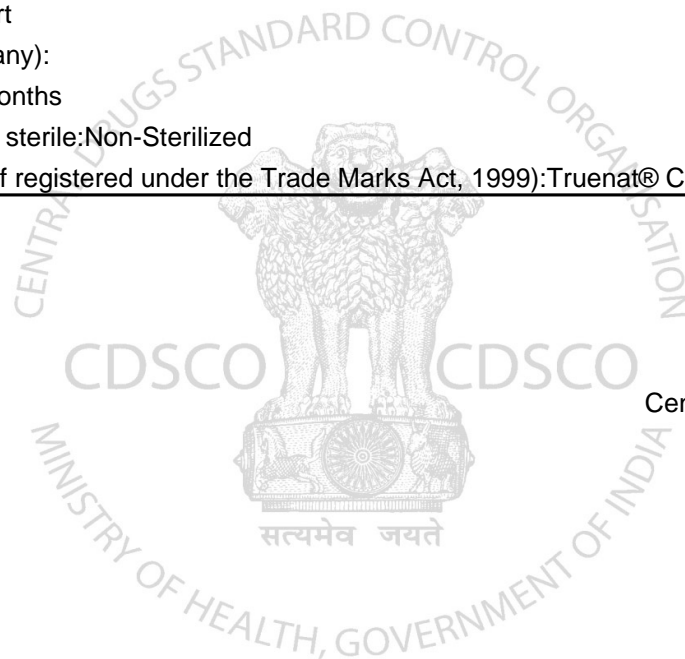 rt
any):
onths
sterile:Non-Sterilized
f registered under the Trade Marks Act, 1999):Truenat® C
CENTRAL DRUGS STANDARD CONTROL ORGANISATION
CDSCO CDSCO
Cer
सत्यमेव जयते
MINISTRY OF HEALTH, GOVERNMENT OF INDIA